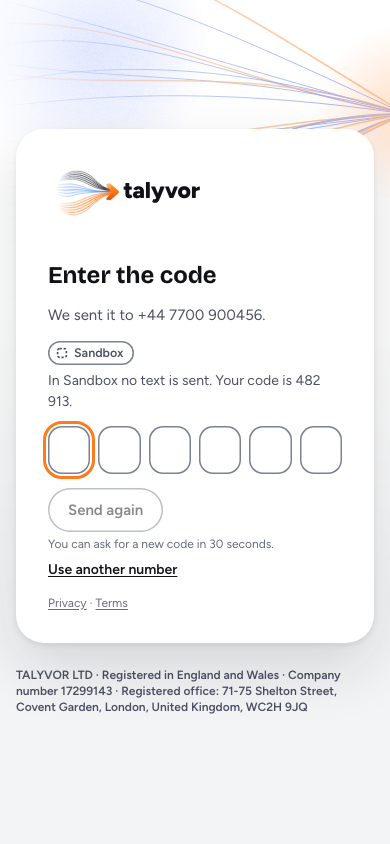 talyvor
Enter the code
We sent it to +44 7700 900456.
Sandbox
In Sandbox no text is sent. Your code is 482
913.
Send again
You can ask for a new code in 30 seconds.
Use another number
Privacy · Terms
TALYVOR LTD · Registered in England and Wales · Company
number 17299143 · Registered office: 71-75 Shelton Street,
Covent Garden, London, United Kingdom, WC2H 9JQ